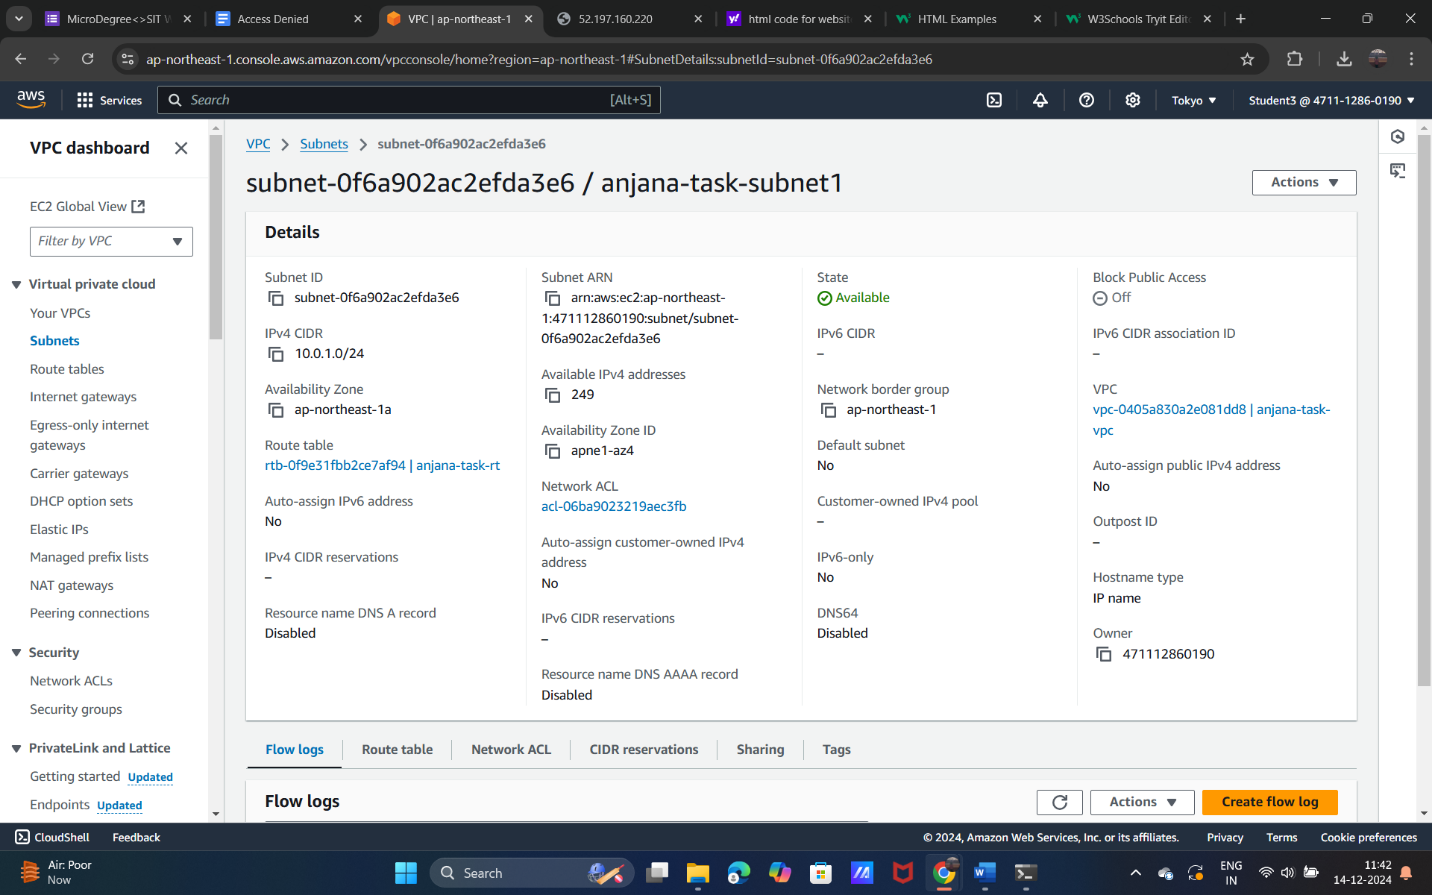 MicroDegree<>SIT
Access Denied
VPC | ap-northeast-1
52.197.160.220
html code for websit
HTML Examples
W3Schools Tryit Edit
ap-northeast-1.console.aws.amazon.com/vpcconsole/home?region=ap-northeast-1#SubnetDetails:subnetId=subnet-0f6a902ac2efda3e6
aws
Services
Search
[Alt+S]
Tokyo
Student3 @ 4711-1286-0190
VPC dashboard
EC2 Global View
Filter by VPC
Virtual private cloud
Your VPCs
Subnets
Route tables
Internet gateways
Egress-only internet
gateways
Carrier gateways
DHCP option sets
Elastic IPs
Managed prefix lists
NAT gateways
Peering connections
Security
Network ACLs
Security groups
PrivateLink and Lattice
Getting started Updated
Endpoints Updated
VPC > Subnets > subnet-0f6a902ac2efda3e6
subnet-0f6a902ac2efda3e6 / anjana-task-subnet1
Actions
Details
Subnet ID
subnet-0f6a902ac2efda3e6
IPv4 CIDR
10.0.1.0/24
Availability Zone
ap-northeast-1a
Route table
rtb-0f9e31fbb2ce7af94 | anjana-task-rt
Auto-assign IPv6 address
No
IPv4 CIDR reservations
–
Resource name DNS A record
Disabled
Subnet ARN
arn:aws:ec2:ap-northeast-
1:471112860190:subnet/subnet-
0f6a902ac2efda3e6
Available IPv4 addresses
249
Availability Zone ID
apne1-az4
Network ACL
acl-06ba9023219aec3fb
Auto-assign customer-owned IPv4
address
No
IPv6 CIDR reservations
–
Resource name DNS AAAA record
Disabled
State
Available
IPv6 CIDR
–
Network border group
ap-northeast-1
Default subnet
No
Customer-owned IPv4 pool
–
IPv6-only
No
DNS64
Disabled
Block Public Access
Off
IPv6 CIDR association ID
–
VPC
vpc-0405a830a2e081dd8 | anjana-task-
vpc
Auto-assign public IPv4 address
No
Outpost ID
–
Hostname type
IP name
Owner
471112860190
Flow logs
Route table
Network ACL
CIDR reservations
Sharing
Tags
Flow logs
Actions
Create flow log
CloudShell
Feedback
© 2024, Amazon Web Services, Inc. or its affiliates.
Privacy
Terms
Cookie preferences
Air: Poor
Now
Search
ENG
IN
11:42
14-12-2024